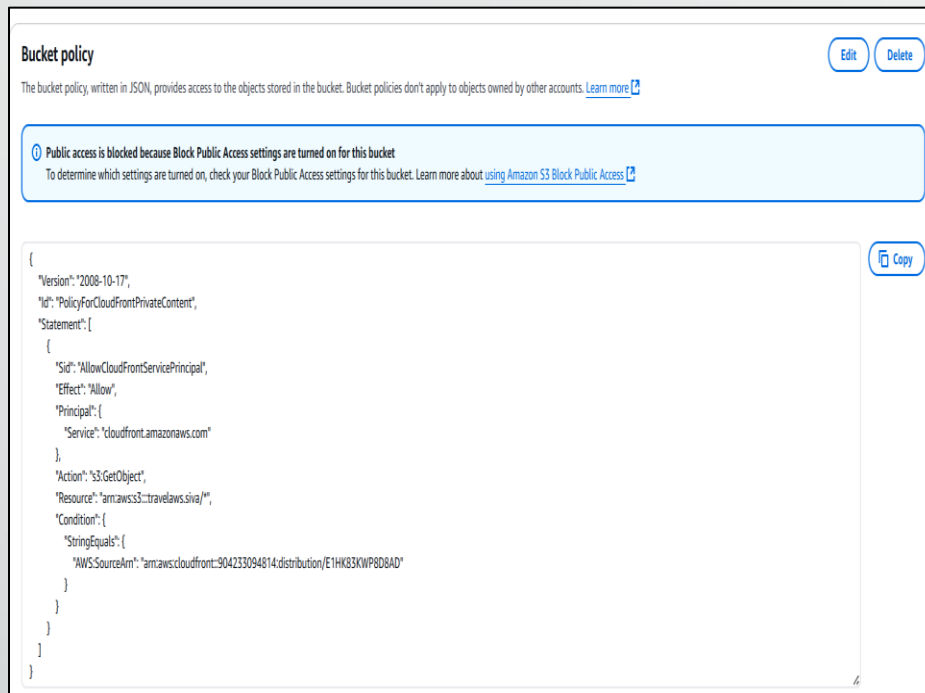 Bucket policy
Edit
Delete
The bucket policy, written in JSON, provides access to the objects stored in the bucket. Bucket policies don't apply to objects owned by other accounts. Learn more
Public access is blocked because Block Public Access settings are turned on for this bucket
To determine which settings are turned on, check your Block Public Access settings for this bucket. Learn more about using Amazon S3 Block Public Access
Copy
{
"Version": "2008-10-17",
"Id": "PolicyForCloudFrontPrivateContent",
"Statement": [
{
"Sid": "AllowCloudFrontServicePrincipal",
"Effect": "Allow",
"Principal": {
"Service": "cloudfront.amazonaws.com"
},
"Action": "s3:GetObject",
"Resource": "arn:aws:s3:::travelaws.siva/*",
"Condition": {
"StringEquals": {
"AWS:SourceArn": "arn:aws:cloudfront::904233094814:distribution/E1HK83KWP8D8AD"
}
}
}
]
}